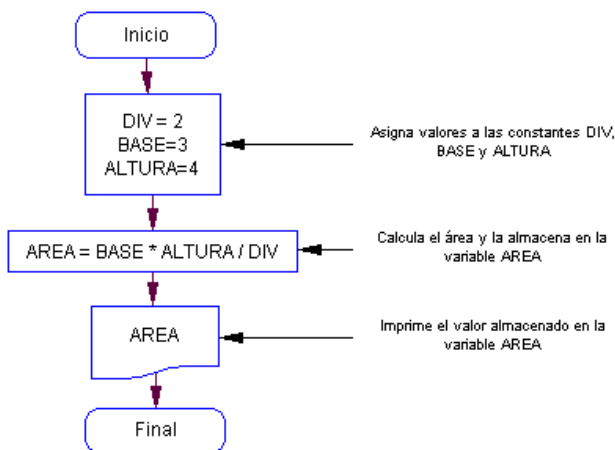 Inicio
DIV = 2
BASE=3
ALTURA=4
Asigna valores a las constantes DIV,
BASE y ALTURA
AREA = BASE * ALTURA / DIV
Calcula el área y la almacena en la
variable AREA
AREA
Imprime el valor almacenado en la
variable AREA
Final